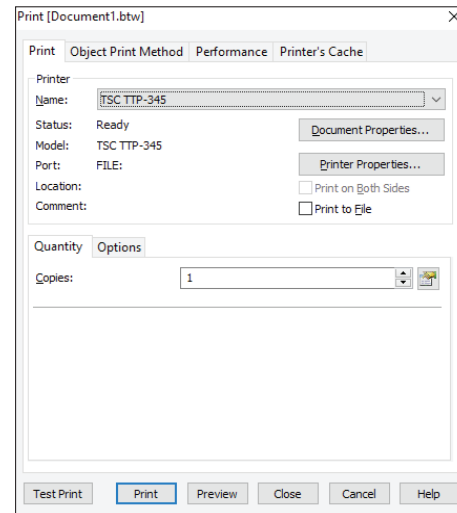 Print [Document1.btw]
Print Object Print Method Performance Printer's Cache
Printer
Name: TSC TTP-345
Status: Ready
Document Properties...
Model: TSC TTP-345
Port: FILE:
Printer Properties...
Location:
Print on Both Sides
Comment:
Print to File
Quantity Options
Copies: 1
Test Print Print Preview Close Cancel Help